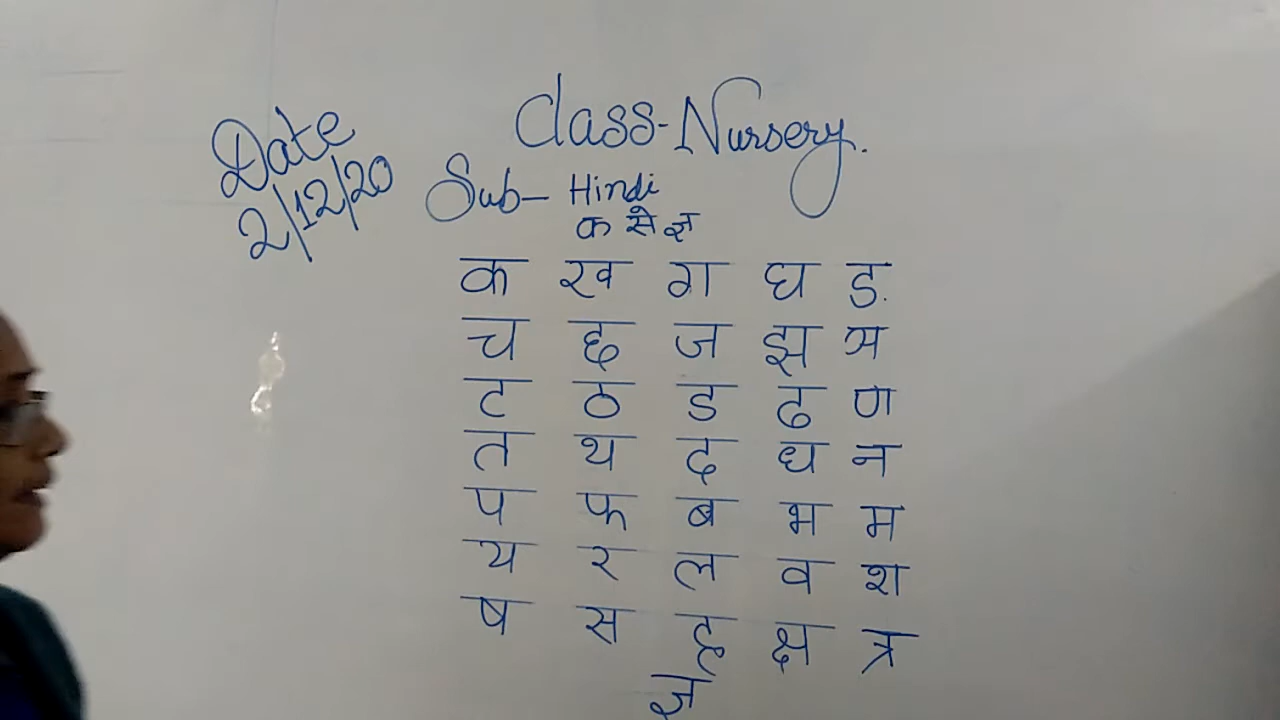 Date
2/12/20
Class-Nursery.
Sub- Hindi
क से ज्ञ
क ख ग घ ङ
च छ ज झ ञ
ट ठ ड ढ ण
त थ द ध न
प फ ब भ म
य र ल व श
ष स ह क्ष त्र
ज्ञ